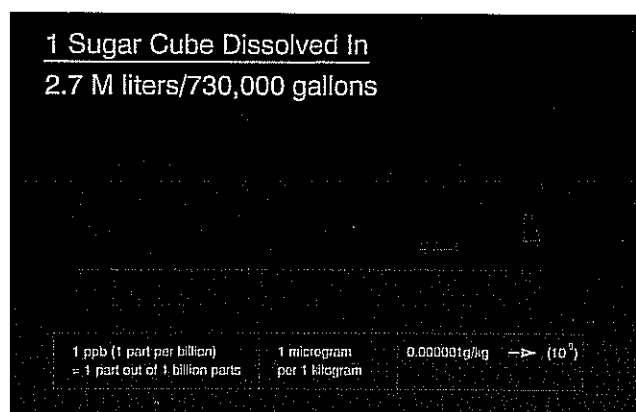 1 Sugar Cube Dissolved In
2.7 M liters/730,000 gallons
1 ppb (1 part per billion)
= 1 part out of 1 billion parts
1 microgram
per 1 kilogram
0.000001g/kg —> (10⁹)